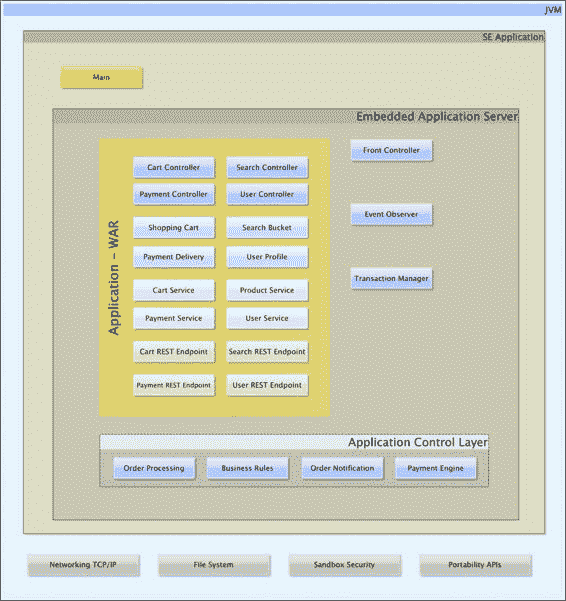 JVM
SE Application
Main
Embedded Application Server
Front Controller
Event Observer
Transaction Manager
Application - WAR
Cart Controller
Search Controller
Payment Controller
User Controller
Shopping Cart
Search Bucket
Payment Delivery
User Profile
Cart Service
Product Service
Payment Service
User Service
Cart REST Endpoint
Search REST Endpoint
Payment REST Endpoint
User REST Endpoint
Application Control Layer
Order Processing
Business Rules
Order Notification
Payment Engine
Networking TCP/IP
File System
Sandbox Security
Portability APIs